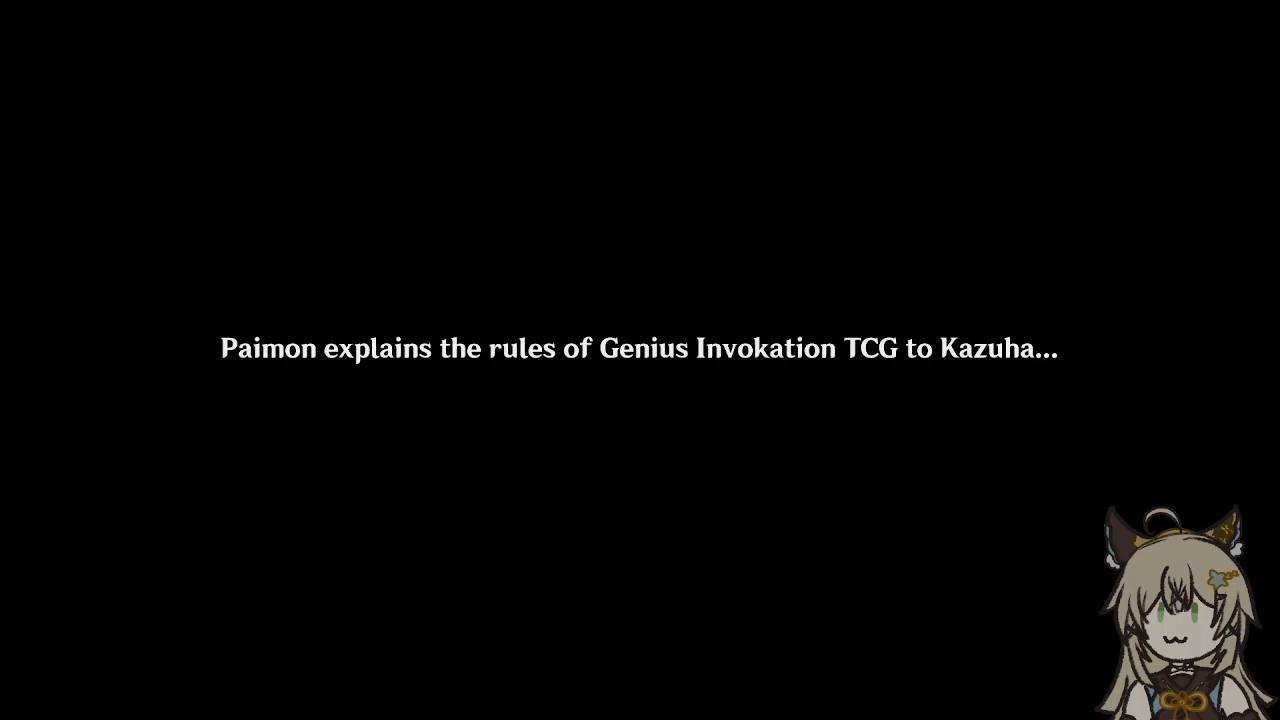 Paimon explains the rules of Genius Invokation TCG to Kazuha...